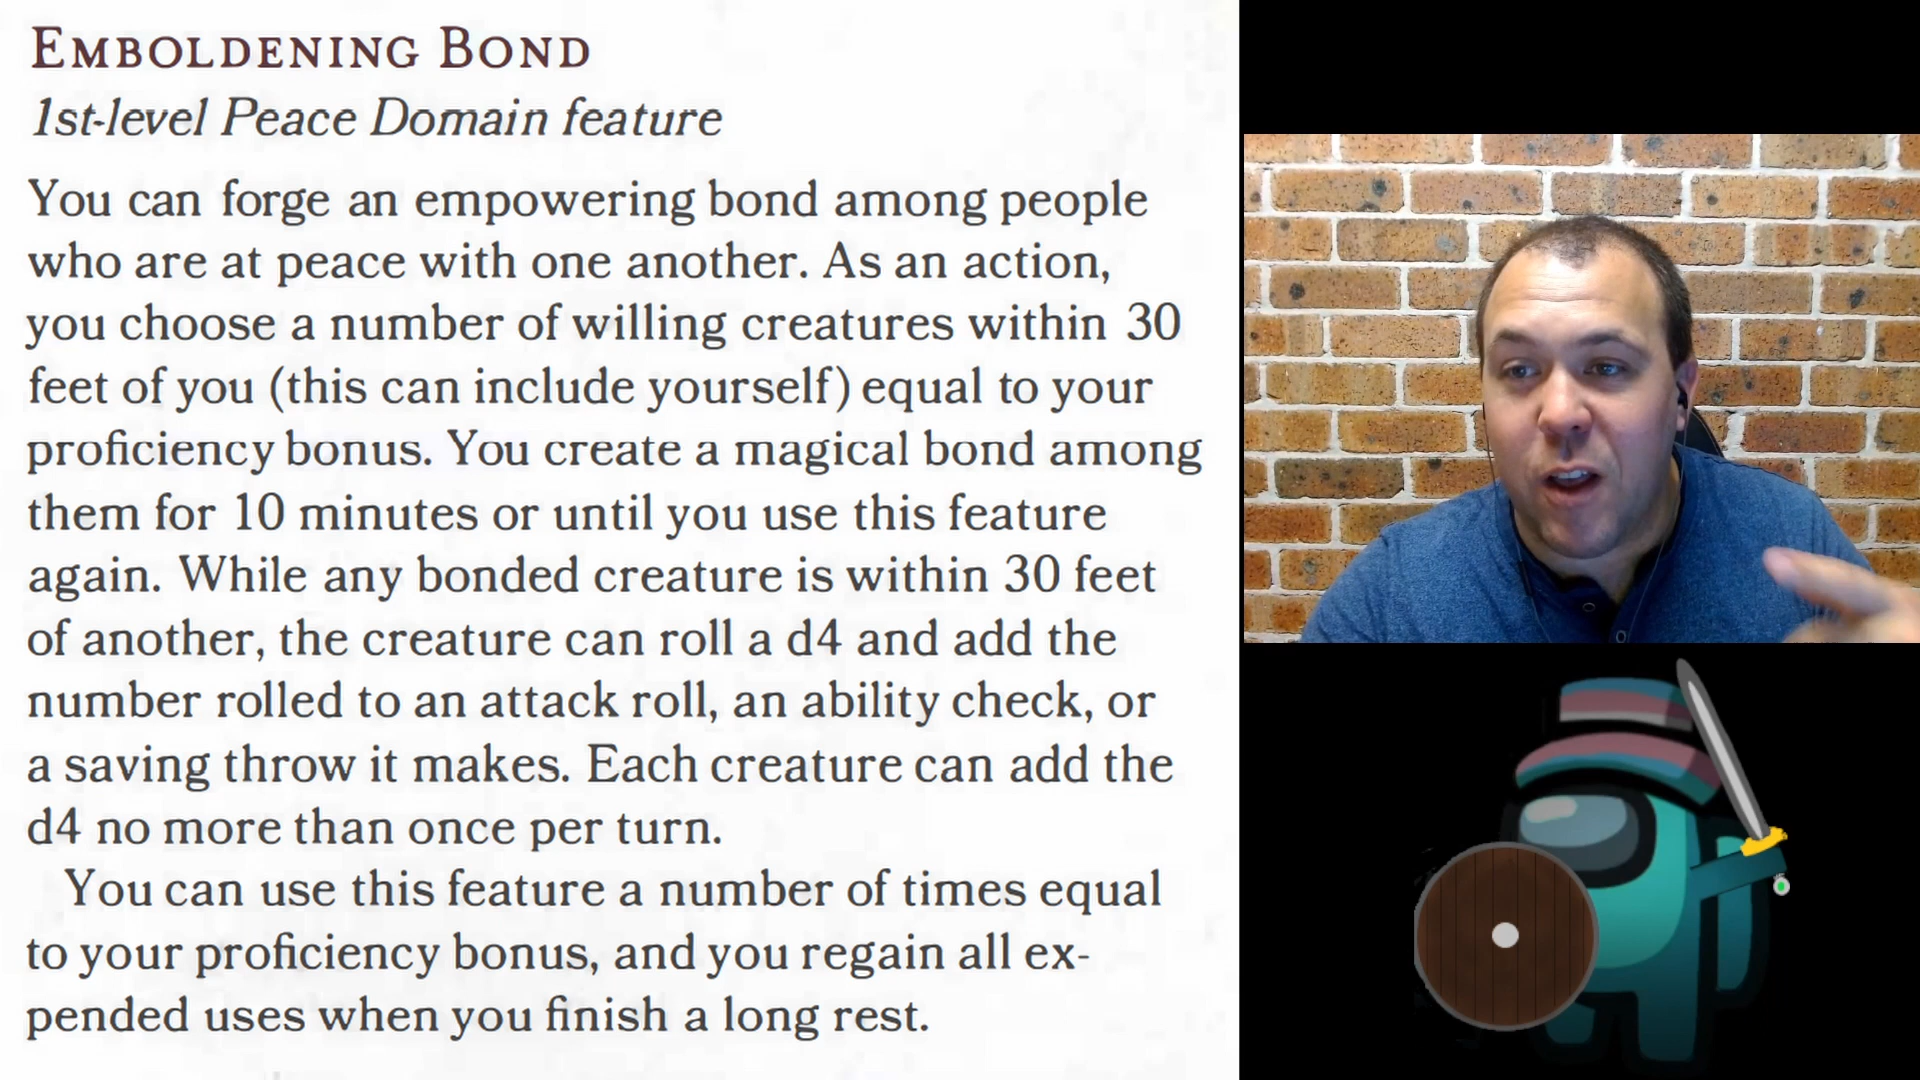 EMBOLDENING BOND
1st-level Peace Domain feature
You can forge an empowering bond among people
who are at peace with one another. As an action,
you choose a number of willing creatures within 30
feet of you (this can include yourself) equal to your
proficiency bonus. You create a magical bond among
them for 10 minutes or until you use this feature
again. While any bonded creature is within 30 feet
of another, the creature can roll a d4 and add the
number rolled to an attack roll, an ability check, or
a saving throw it makes. Each creature can add the
d4 no more than once per turn.
You can use this feature a number of times equal
to your proficiency bonus, and you regain all ex-
pended uses when you finish a long rest.